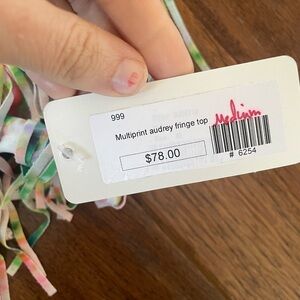 999
Medium
Multiprint audrey fringe top
$78.00
# 6254